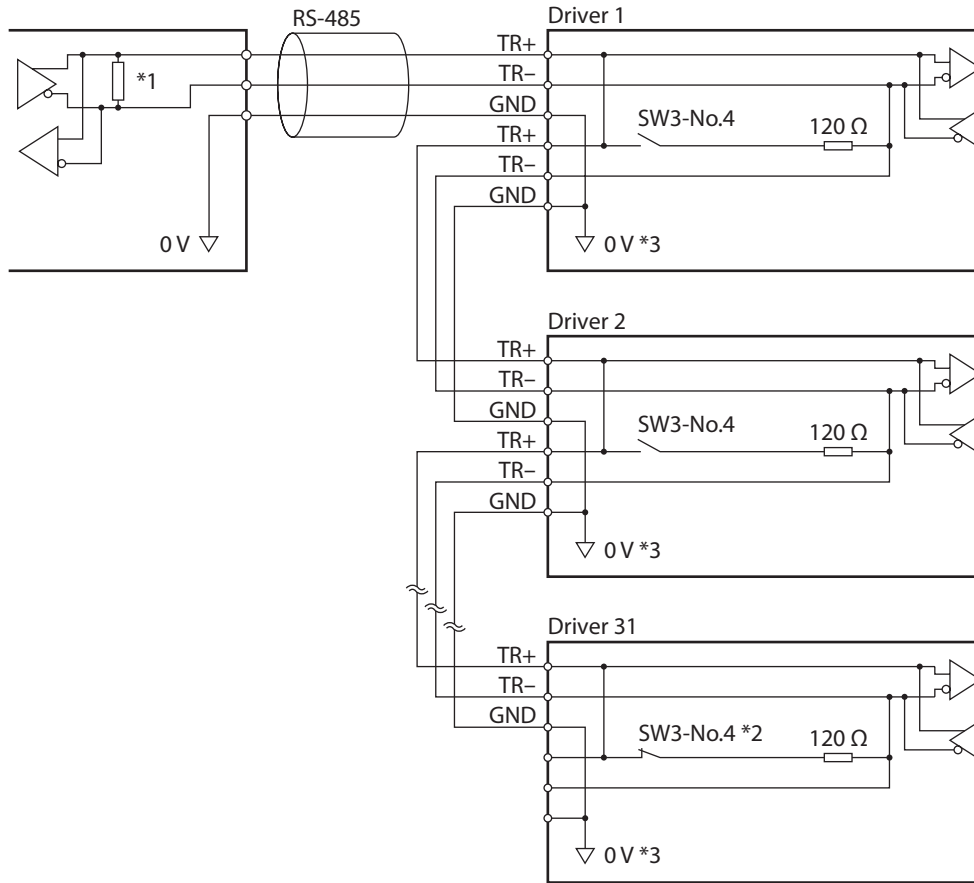 RS-485
Driver 1
TR+
TR–
GND
TR+
TR–
GND
*1
0 V
SW3-No.4
120 Ω
0 V *3
Driver 2
TR+
TR–
GND
TR+
TR–
GND
SW3-No.4
120 Ω
0 V *3
Driver 31
TR+
TR–
GND
SW3-No.4 *2
120 Ω
0 V *3